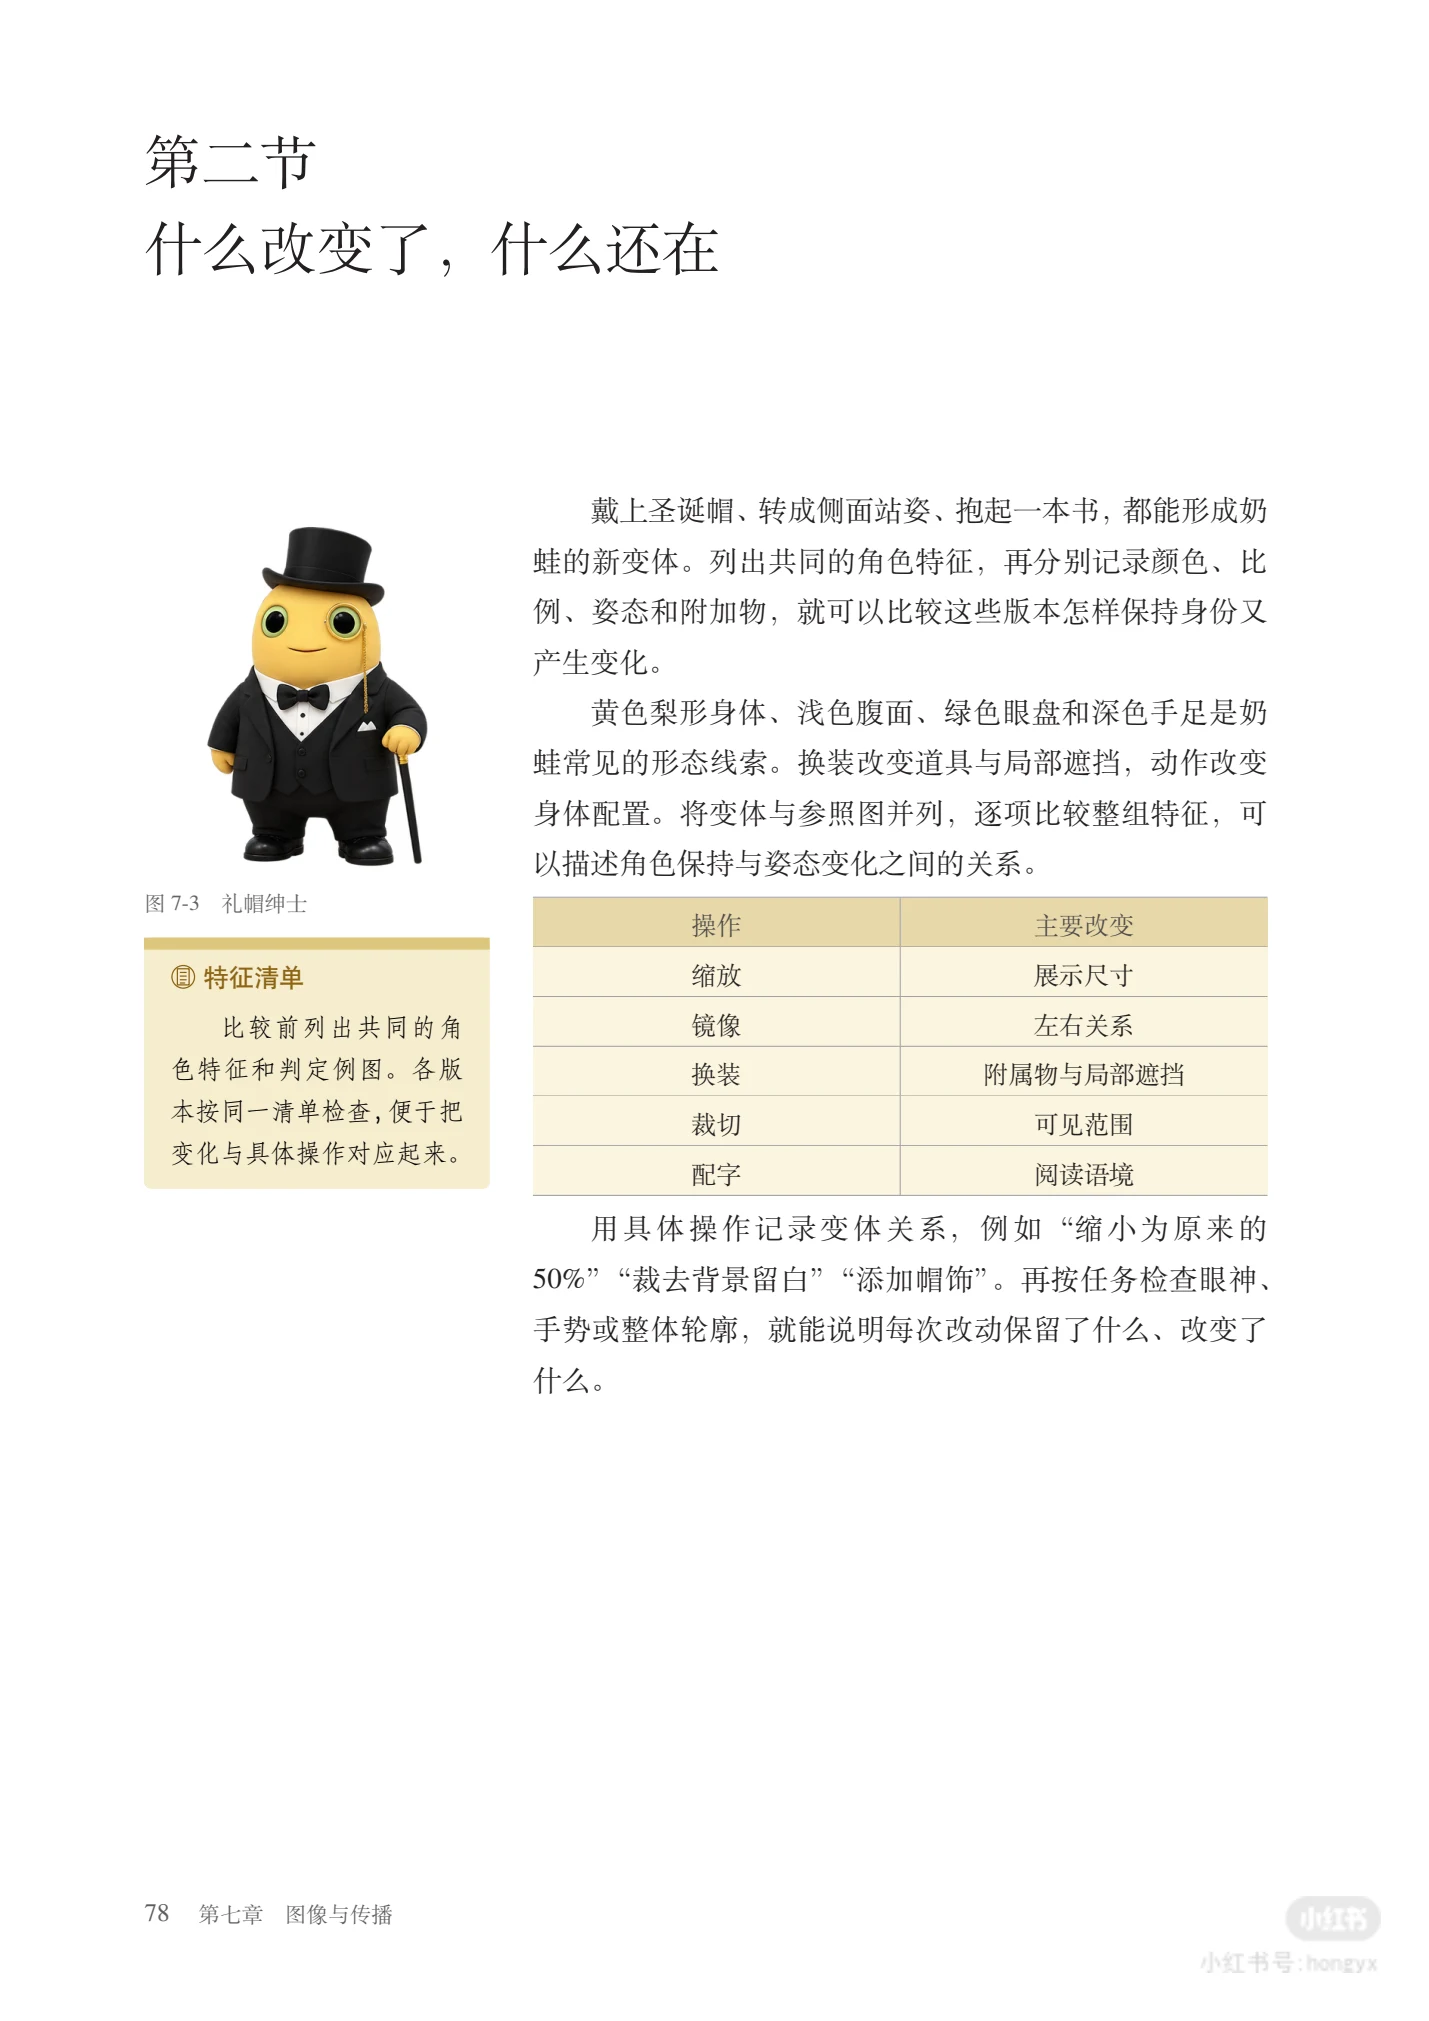 第二节
什么改变了，什么还在
戴上圣诞帽、转成侧面站姿、抱起一本书，都能形成奶
蛙的新变体。列出共同的角色特征，再分别记录颜色、比
例、姿态和附加物，就可以比较这些版本怎样保持身份又
产生变化。
黄色梨形身体、浅色腹面、绿色眼盘和深色手足是奶
蛙常见的形态线索。换装改变道具与局部遮挡，动作改变
身体配置。将变体与参照图并列，逐项比较整组特征，可
以描述角色保持与姿态变化之间的关系。
图 7-3 礼帽绅士
特征清单
比较前列出共同的角
色特征和判定例图。各版
本按同一清单检查，便于把
变化与具体操作对应起来。
操作 主要改变
缩放 展示尺寸
镜像 左右关系
换装 附属物与局部遮挡
裁切 可见范围
配字 阅读语境
用具体操作记录变体关系，例如“缩小为原来的
50%”“裁去背景留白”“添加帽饰”。再按任务检查眼神、
手势或整体轮廓，就能说明每次改动保留了什么、改变了
什么。
78 第七章 图像与传播
小红书
小红书号:hongyx